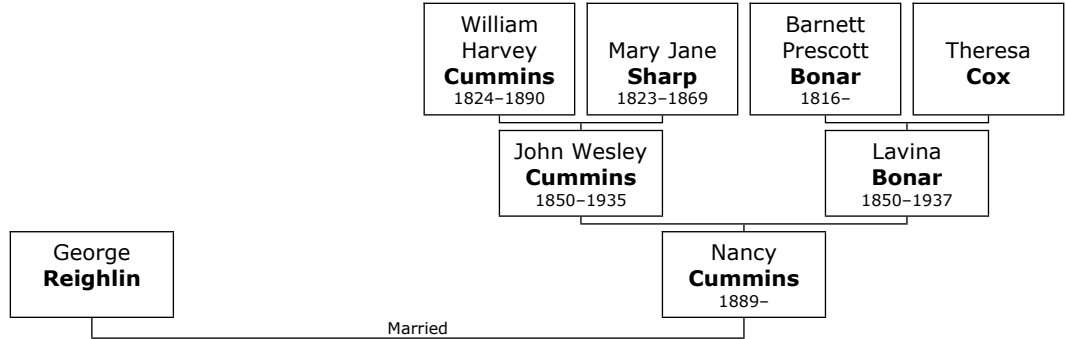 William
Harvey
Cummins
1824–1890
Mary Jane
Sharp
1823–1869
Barnett
Prescott
Bonar
1816–
Theresa
Cox
John Wesley
Cummins
1850–1935
Lavina
Bonar
1850–1937
George
Reighlin
Nancy
Cummins
1889–
Married